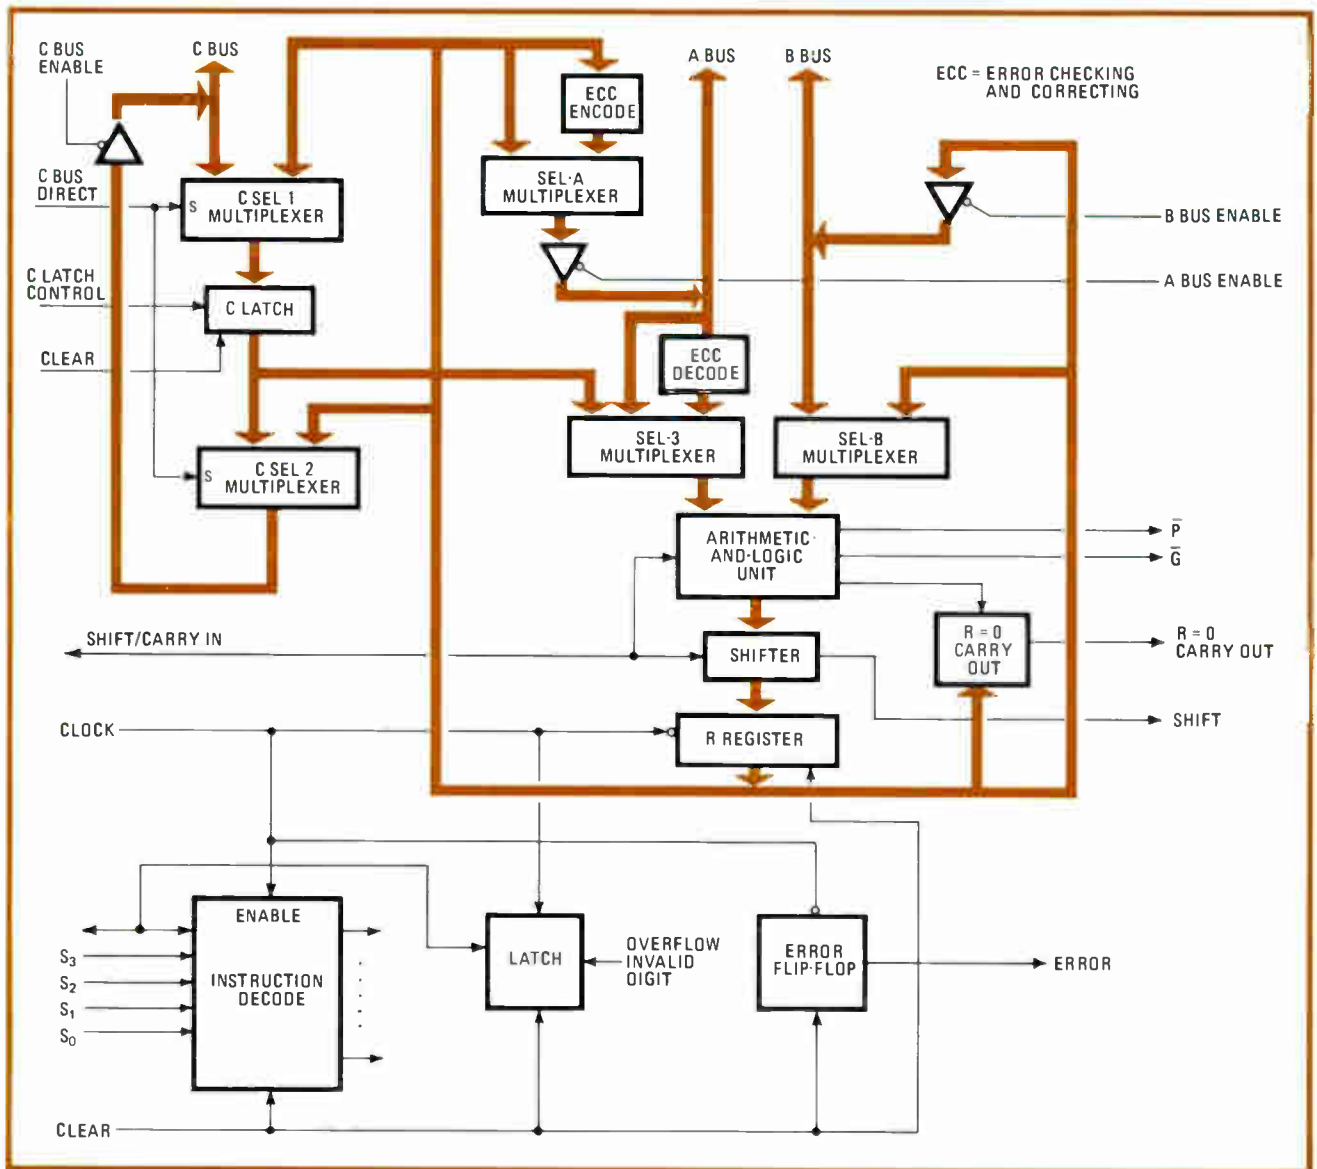 C BUS
ENABLE
C BUS
A BUS
B BUS
ECC = ERROR CHECKING
AND CORRECTING
ECC
ENCODE
C BUS
DIRECT
S
C SEL 1
MULTIPLEXER
SEL-A
MULTIPLEXER
B BUS ENABLE
A BUS ENABLE
C LATCH
CONTROL
C LATCH
CLEAR
ECC
DECODE
SEL-3
MULTIPLEXER
SEL-B
MULTIPLEXER
S
C SEL 2
MULTIPLEXER
ARITHMETIC-
AND-LOGIC
UNIT
P̅
G̅
SHIFT/CARRY IN
SHIFTER
R = 0
CARRY
OUT
R = 0
CARRY OUT
SHIFT
CLOCK
R REGISTER
ENABLE
INSTRUCTION
DECODE
S3
S2
S1
S0
LATCH
OVERFLOW
INVALID
DIGIT
ERROR
FLIP-FLOP
ERROR
CLEAR